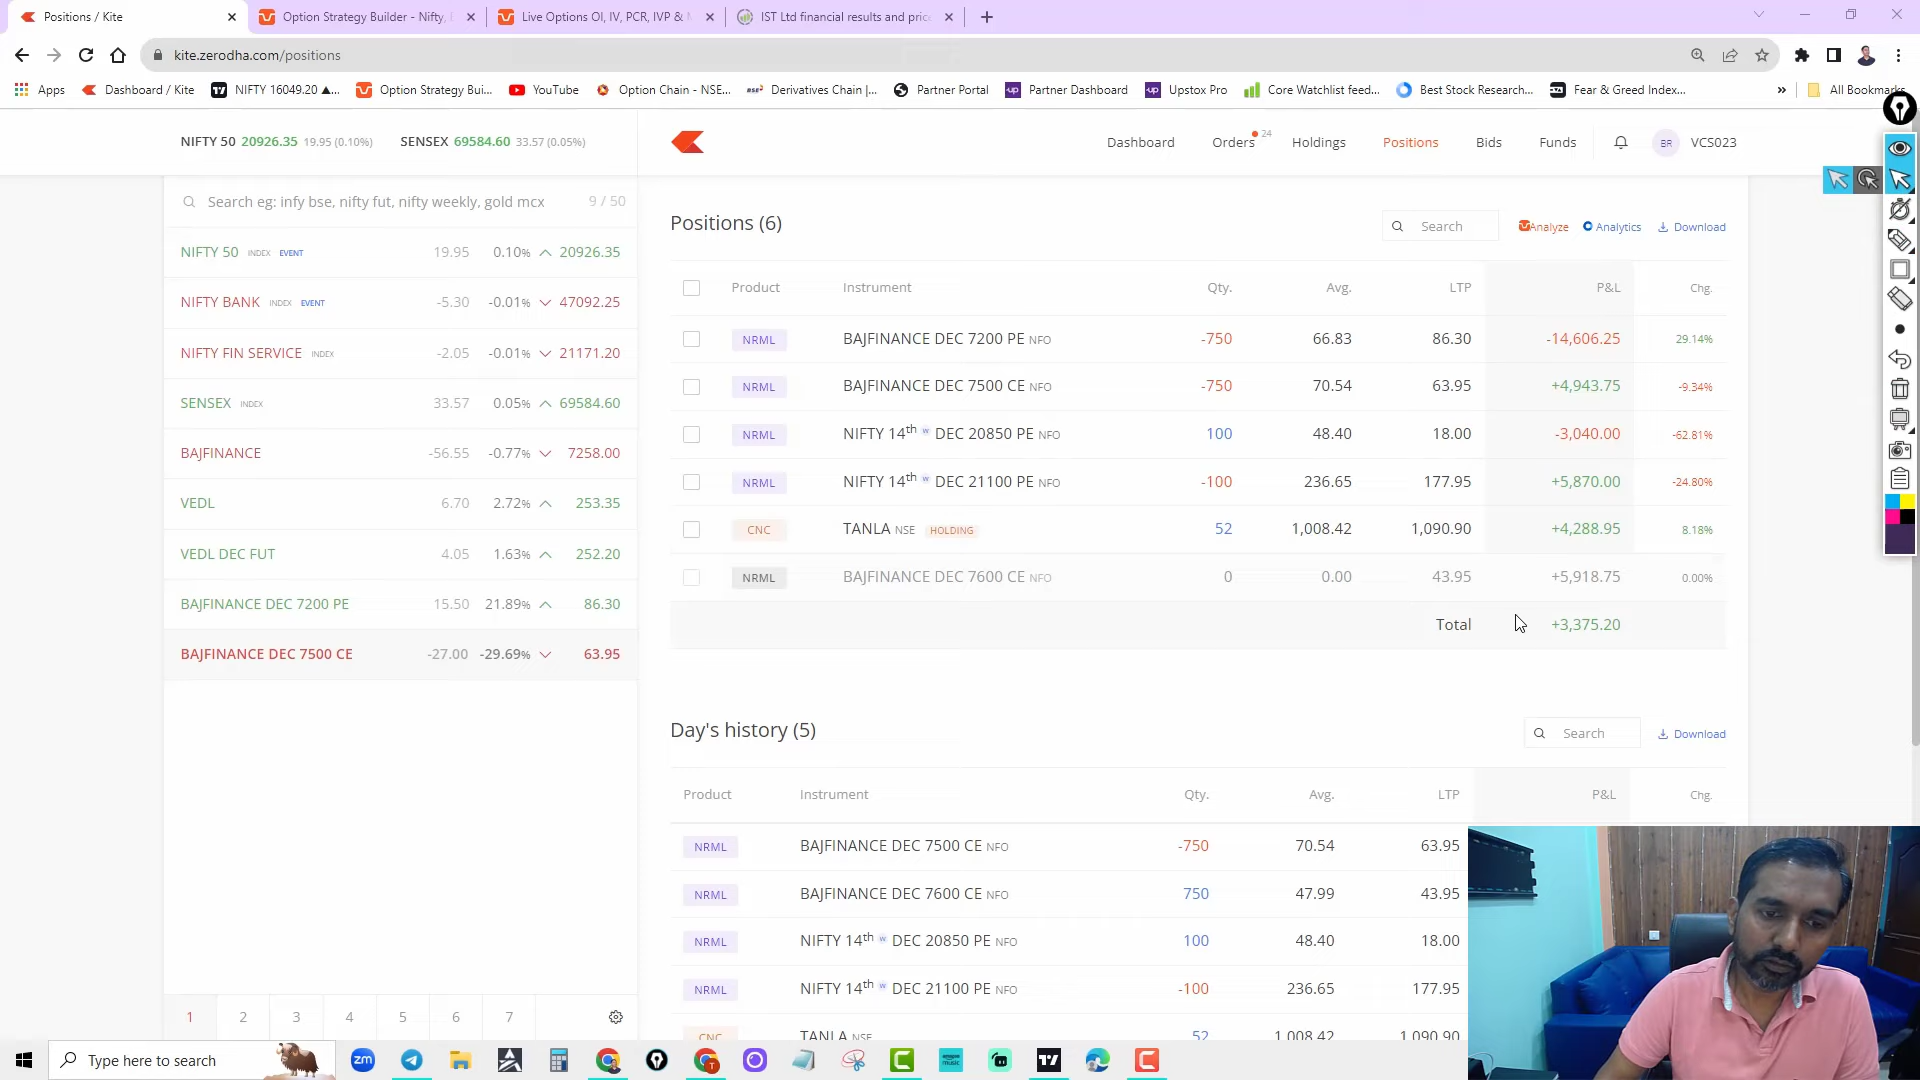 Positions / Kite
Option Strategy Builder - Nifty,
Live Options OI, IV, PCR, IVP &
IST Ltd financial results and price
kite.zerodha.com/positions
Apps
Dashboard / Kite
NIFTY 16049.20 ▲...
Option Strategy Bui...
YouTube
Option Chain - NSE...
Derivatives Chain |...
Partner Portal
Partner Dashboard
Upstox Pro
Core Watchlist feed...
Best Stock Research...
Fear & Greed Index...
»
All Bookmarks
NIFTY 50 20926.35 19.95 (0.10%) SENSEX 69584.60 33.57 (0.05%)
Dashboard Orders 24 Holdings Positions Bids Funds BR VCS023
Search eg: infy bse, nifty fut, nifty weekly, gold mcx 9 / 50
NIFTY 50 INDEX EVENT 19.95 0.10% 20926.35
NIFTY BANK INDEX EVENT -5.30 -0.01% 47092.25
NIFTY FIN SERVICE INDEX -2.05 -0.01% 21171.20
SENSEX INDEX 33.57 0.05% 69584.60
BAJFINANCE -56.55 -0.77% 7258.00
VEDL 6.70 2.72% 253.35
VEDL DEC FUT 4.05 1.63% 252.20
BAJFINANCE DEC 7200 PE 15.50 21.89% 86.30
BAJFINANCE DEC 7500 CE -27.00 -29.69% 63.95
1 2 3 4 5 6 7
Positions (6) Search Analyze Analytics Download
Product Instrument Qty. Avg. LTP P&L Chg.
NRML BAJFINANCE DEC 7200 PE NFO -750 66.83 86.30 -14,606.25 29.14%
NRML BAJFINANCE DEC 7500 CE NFO -750 70.54 63.95 +4,943.75 -9.34%
NRML NIFTY 14th w DEC 20850 PE NFO 100 48.40 18.00 -3,040.00 -62.81%
NRML NIFTY 14th w DEC 21100 PE NFO -100 236.65 177.95 +5,870.00 -24.80%
CNC TANLA NSE HOLDING 52 1,008.42 1,090.90 +4,288.95 8.18%
NRML BAJFINANCE DEC 7600 CE NFO 0 0.00 43.95 +5,918.75 0.00%
Total +3,375.20
Day's history (5) Search Download
Product Instrument Qty. Avg. LTP P&L Chg.
NRML BAJFINANCE DEC 7500 CE NFO -750 70.54 63.95
NRML BAJFINANCE DEC 7600 CE NFO 750 47.99 43.95
NRML NIFTY 14th w DEC 20850 PE NFO 100 48.40 18.00
NRML NIFTY 14th w DEC 21100 PE NFO -100 236.65 177.95
CNC TANLA NSE 52 1,008.42 1,090.90
Type here to search
zm